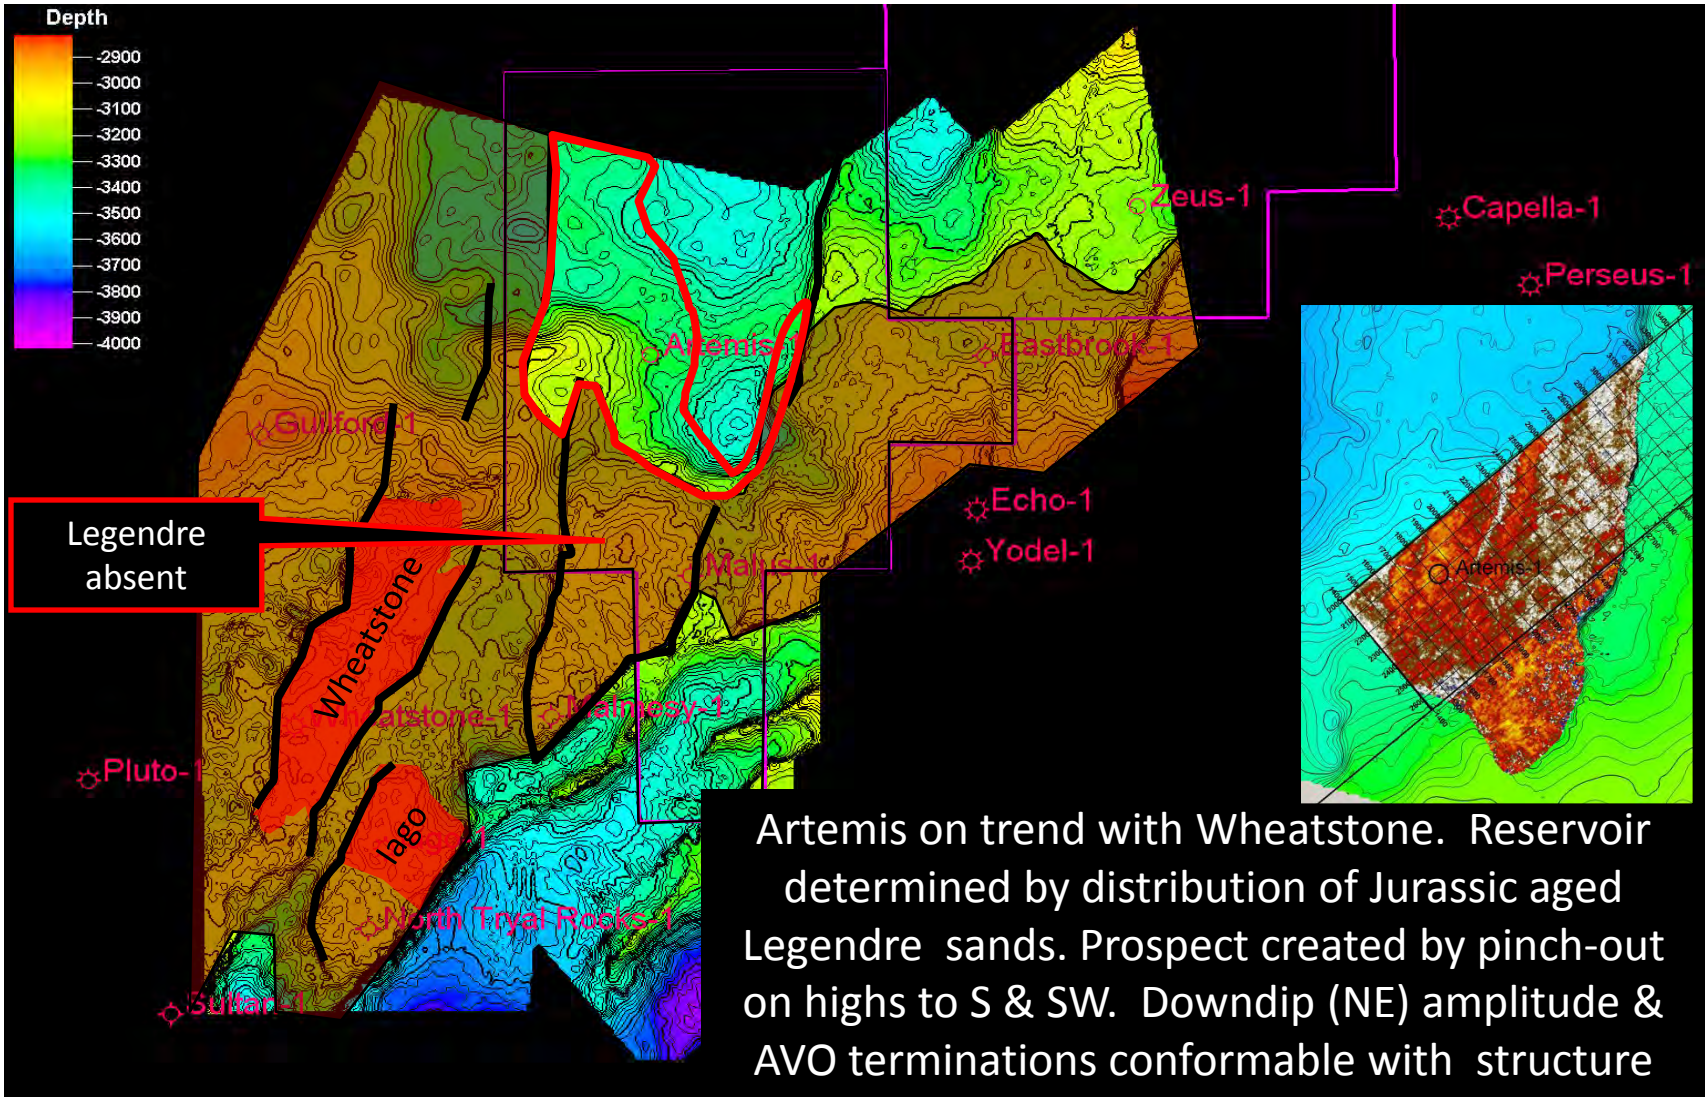 Depth
-2900
-3000
-3100
-3200
-3300
-3400
-3500
-3600
-3700
-3800
-3900
-4000
Zeus-1
Capella-1
Perseus-1
Artemis-1
Eastbrook-1
Guilford-1
Echo-1
Yodel-1
Legendre
absent
Malus-1
Wheatstone
Wheatstone-1
Malmesy-1
Pluto-1
Iago
Iago-1
North Tryal Rocks-1
Sultan-1
Artemis-1
Artemis on trend with Wheatstone. Reservoir
determined by distribution of Jurassic aged
Legendre sands. Prospect created by pinch-out
on highs to S & SW. Downdip (NE) amplitude &
AVO terminations conformable with structure